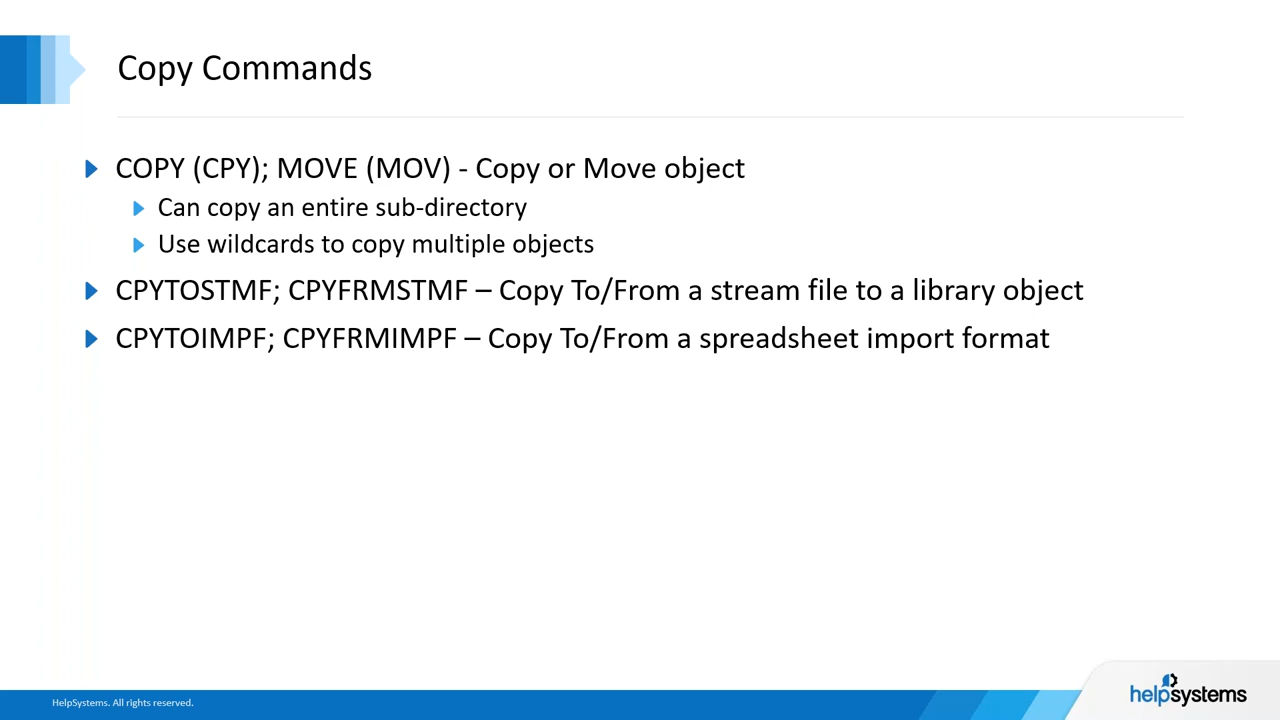 Copy Commands
COPY (CPY); MOVE (MOV) - Copy or Move object
Can copy an entire sub-directory
Use wildcards to copy multiple objects
CPYTOSTMF; CPYFRMSTMF – Copy To/From a stream file to a library object
CPYTOIMPF; CPYFRMIMPF – Copy To/From a spreadsheet import format
HelpSystems. All rights reserved.
helpsystems